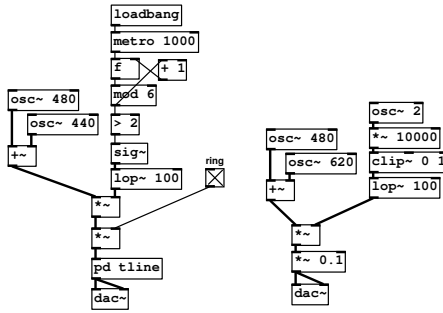 loadbang
metro 1000
f
+ 1
mod 6
> 2
sig~
lop~ 100
osc~ 480
osc~ 440
+~
*~
ring
*~
pd tline
dac~
osc~ 2
*~ 10000
clip~ 0 1
lop~ 100
osc~ 480
osc~ 620
+~
*~
*~ 0.1
dac~